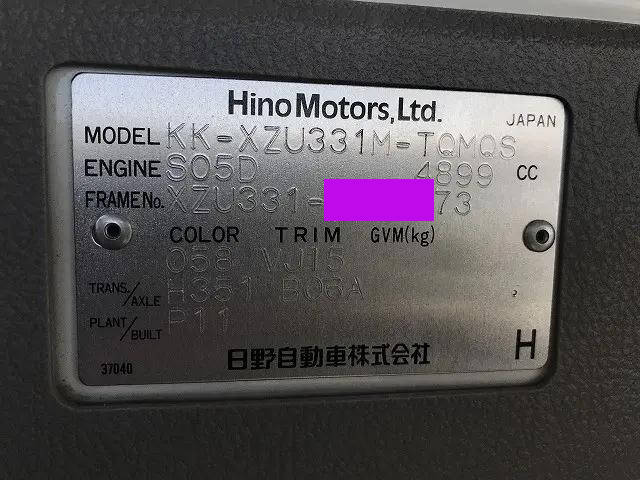 Hino Motors, Ltd.
JAPAN
MODEL KK-XZU331M-TQMQS
ENGINE S05D 4899 CC
FRAME No. XZU331- 73
COLOR TRIM GVM(kg)
058 VJ15
TRANS./AXLE H351 B06A
PLANT/BUILT P11
37040 日野自動車株式会社 H